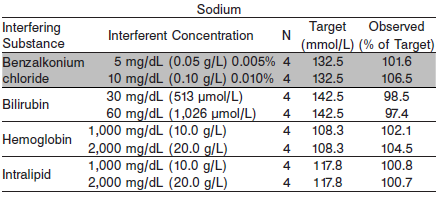 Sodium
Interfering Substance Interferent Concentration N Target (mmol/L) Observed (% of Target)
Benzalkonium chloride 5 mg/dL (0.05 g/L) 0.005% 4 132.5 101.6
10 mg/dL (0.10 g/L) 0.010% 4 132.5 106.5
Bilirubin 30 mg/dL (513 µmol/L) 4 142.5 98.5
60 mg/dL (1,026 µmol/L) 4 142.5 97.4
Hemoglobin 1,000 mg/dL (10.0 g/L) 4 108.3 102.1
2,000 mg/dL (20.0 g/L) 4 108.3 104.5
Intralipid 1,000 mg/dL (10.0 g/L) 4 117.8 100.8
2,000 mg/dL (20.0 g/L) 4 117.8 100.7